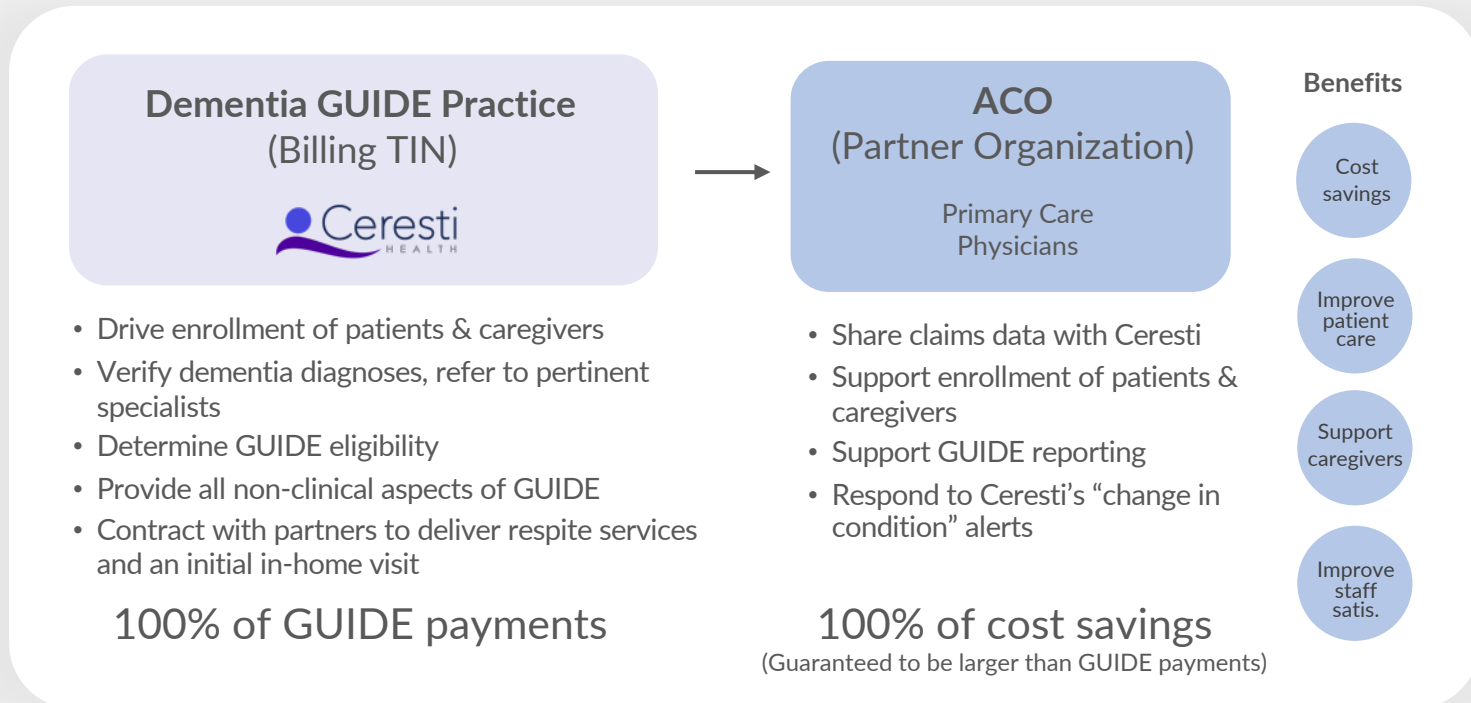 Dementia GUIDE Practice
(Billing TIN)
Ceresti
HEALTH
• Drive enrollment of patients & caregivers
• Verify dementia diagnoses, refer to pertinent
specialists
• Determine GUIDE eligibility
• Provide all non-clinical aspects of GUIDE
• Contract with partners to deliver respite services
and an initial in-home visit
100% of GUIDE payments
ACO
(Partner Organization)
Primary Care
Physicians
• Share claims data with Ceresti
• Support enrollment of patients &
caregivers
• Support GUIDE reporting
• Respond to Ceresti’s “change in
condition” alerts
100% of cost savings
(Guaranteed to be larger than GUIDE payments)
Benefits
Cost
savings
Improve
patient
care
Support
caregivers
Improve
staff
satis.